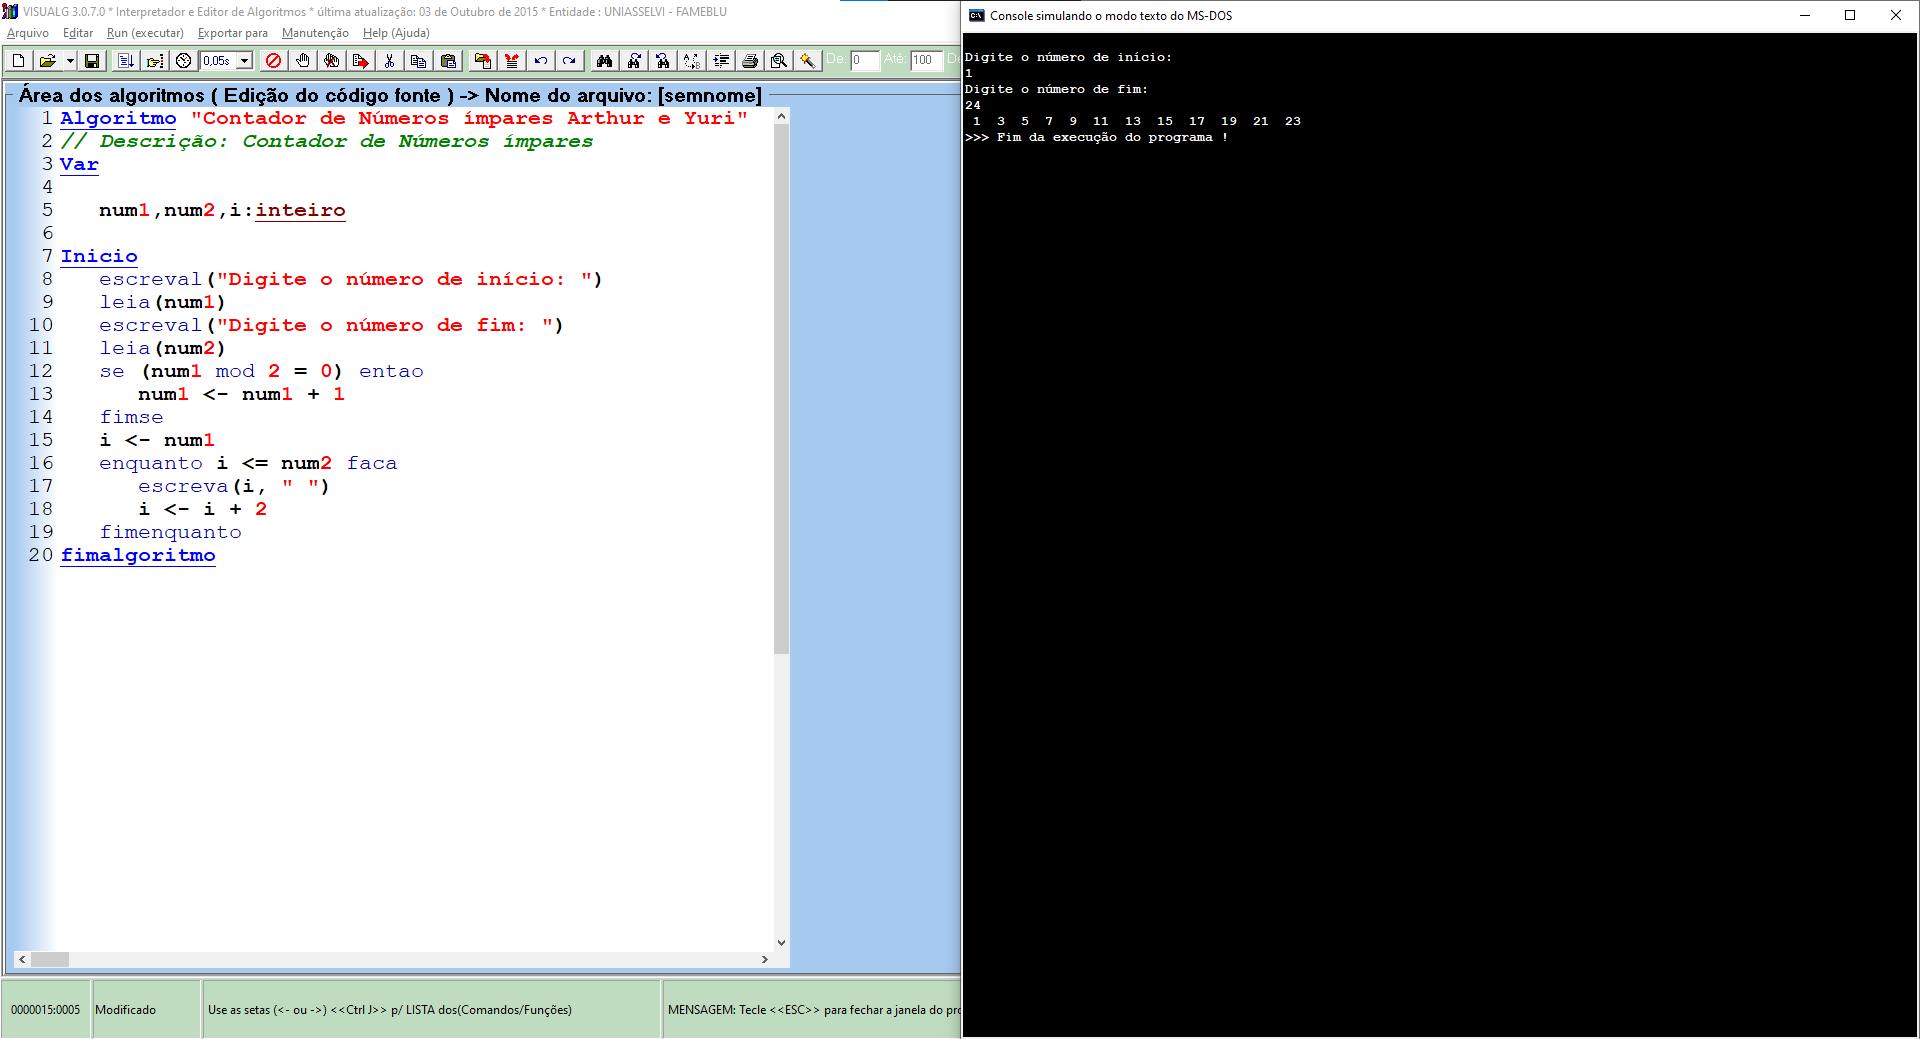 VISUALG 3.0.7.0 * Interpretador e Editor de Algoritmos * última atualização: 03 de Outubro de 2015 * Entidade : UNIASSELVI - FAMEBLU
Arquivo Editar Run (executar) Exportar para Manutenção Help (Ajuda)
0,05s De: 0 Até: 100
Área dos algoritmos ( Edição do código fonte ) -> Nome do arquivo: [semnome]
1 Algoritmo "Contador de Números ímpares Arthur e Yuri"
2 // Descrição: Contador de Números ímpares
3 Var
4
5 num1,num2,i:inteiro
6
7 Inicio
8 escreval("Digite o número de início: ")
9 leia(num1)
10 escreval("Digite o número de fim: ")
11 leia(num2)
12 se (num1 mod 2 = 0) entao
13 num1 <- num1 + 1
14 fimse
15 i <- num1
16 enquanto i <= num2 faca
17 escreva(i, " ")
18 i <- i + 2
19 fimenquanto
20 fimalgoritmo
0000015:0005 Modificado Use as setas (<- ou ->) <<Ctrl J>> p/ LISTA dos(Comandos/Funções) MENSAGEM: Tecle <<ESC>> para fechar a janela do pro
Console simulando o modo texto do MS-DOS
Digite o número de início:
1
Digite o número de fim:
24
1 3 5 7 9 11 13 15 17 19 21 23
>>> Fim da execução do programa !